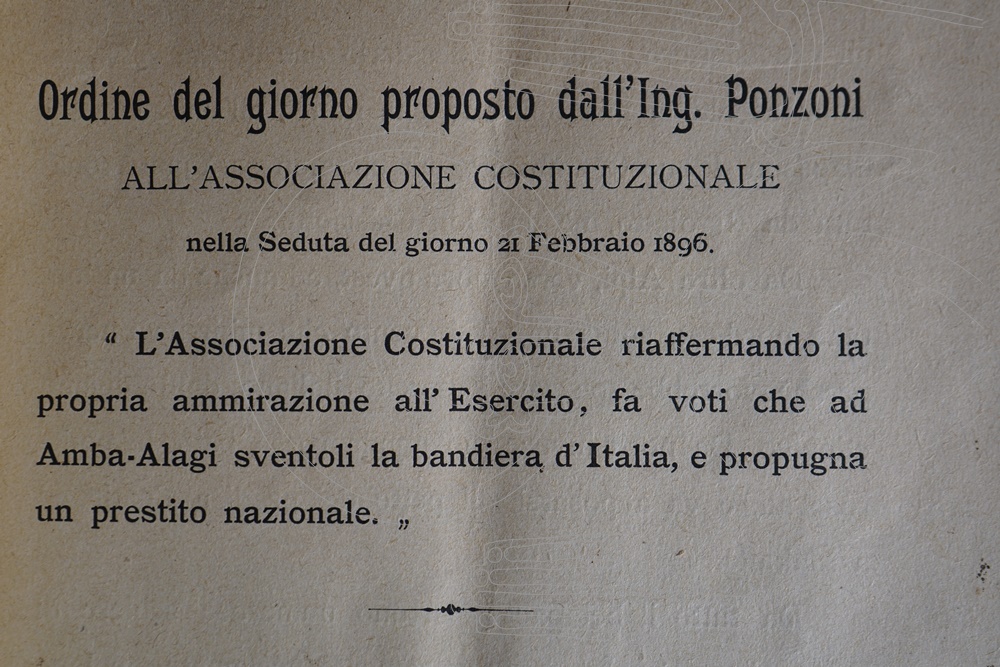 Ordine del giorno proposto dall'Ing. Ponzoni
ALL'ASSOCIAZIONE COSTITUZIONALE
nella Seduta del giorno 21 Febbraio 1896.
“ L'Associazione Costituzionale riaffermando la
propria ammirazione all' Esercito, fa voti che ad
Amba-Alagi sventoli la bandiera d' Italia, e propugna
un prestito nazionale. „